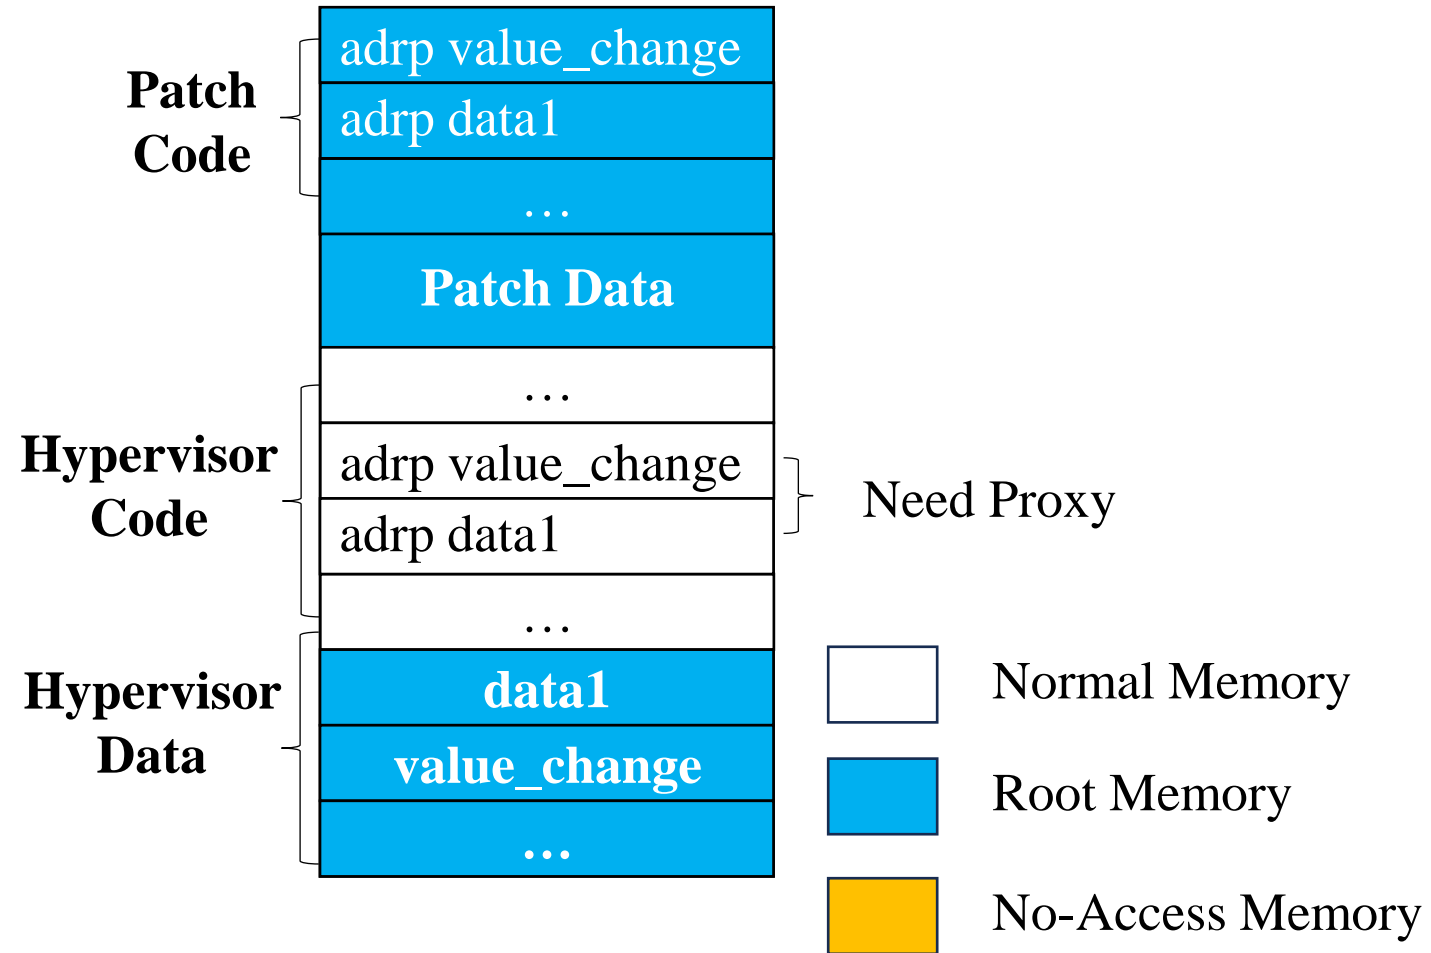 adrp value_change
Patch
Code
adrp data1
…
Patch Data
…
Hypervisor
Code
adrp value_change
adrp data1
Need Proxy
…
Hypervisor
Data
data1
value_change
…
Normal Memory
Root Memory
No-Access Memory